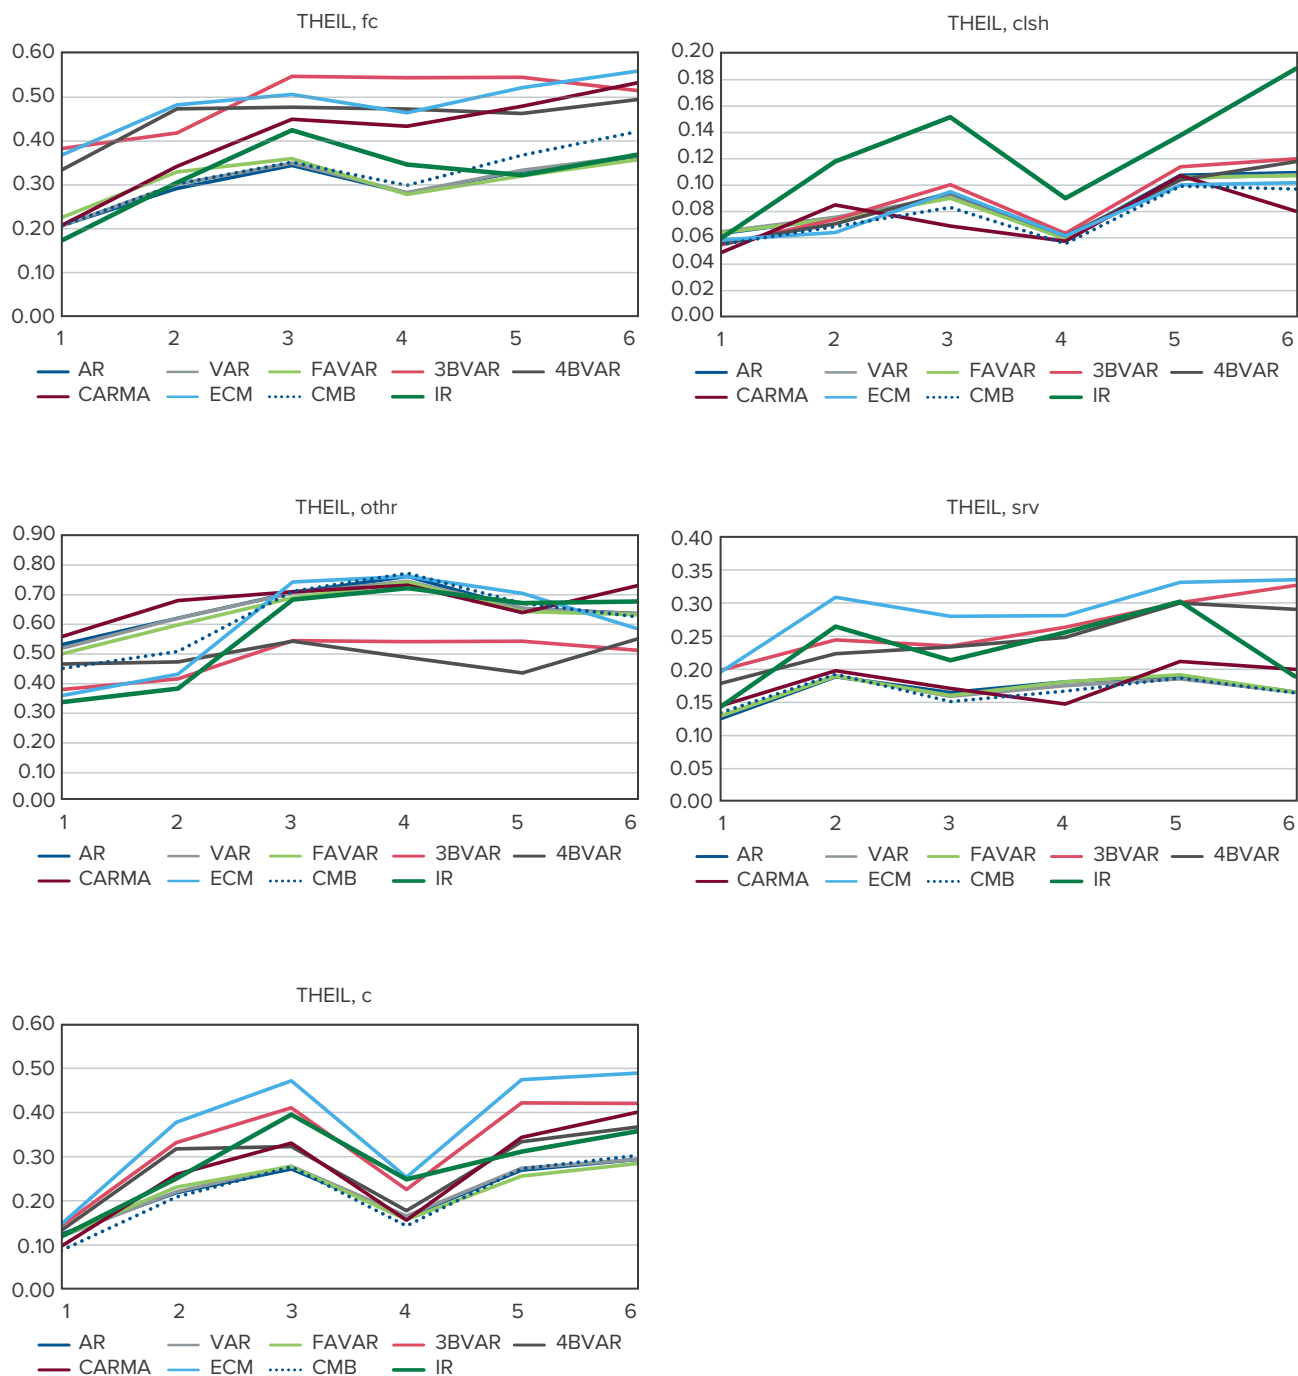 THEIL, fc
0.60
0.50
0.40
0.30
0.20
0.10
0.00
1 2 3 4 5 6
AR VAR FAVAR 3BVAR 4BVAR
CARMA ECM CMB IR
THEIL, clsh
0.20
0.18
0.16
0.14
0.12
0.10
0.08
0.06
0.04
0.02
0.00
1 2 3 4 5 6
AR VAR FAVAR 3BVAR 4BVAR
CARMA ECM CMB IR
THEIL, othr
0.90
0.80
0.70
0.60
0.50
0.40
0.30
0.20
0.10
0.00
1 2 3 4 5 6
AR VAR FAVAR 3BVAR 4BVAR
CARMA ECM CMB IR
THEIL, srv
0.40
0.35
0.30
0.25
0.20
0.15
0.10
0.05
0.00
1 2 3 4 5 6
AR VAR FAVAR 3BVAR 4BVAR
CARMA ECM CMB IR
THEIL, c
0.60
0.50
0.40
0.30
0.20
0.10
0.00
1 2 3 4 5 6
AR VAR FAVAR 3BVAR 4BVAR
CARMA ECM CMB IR